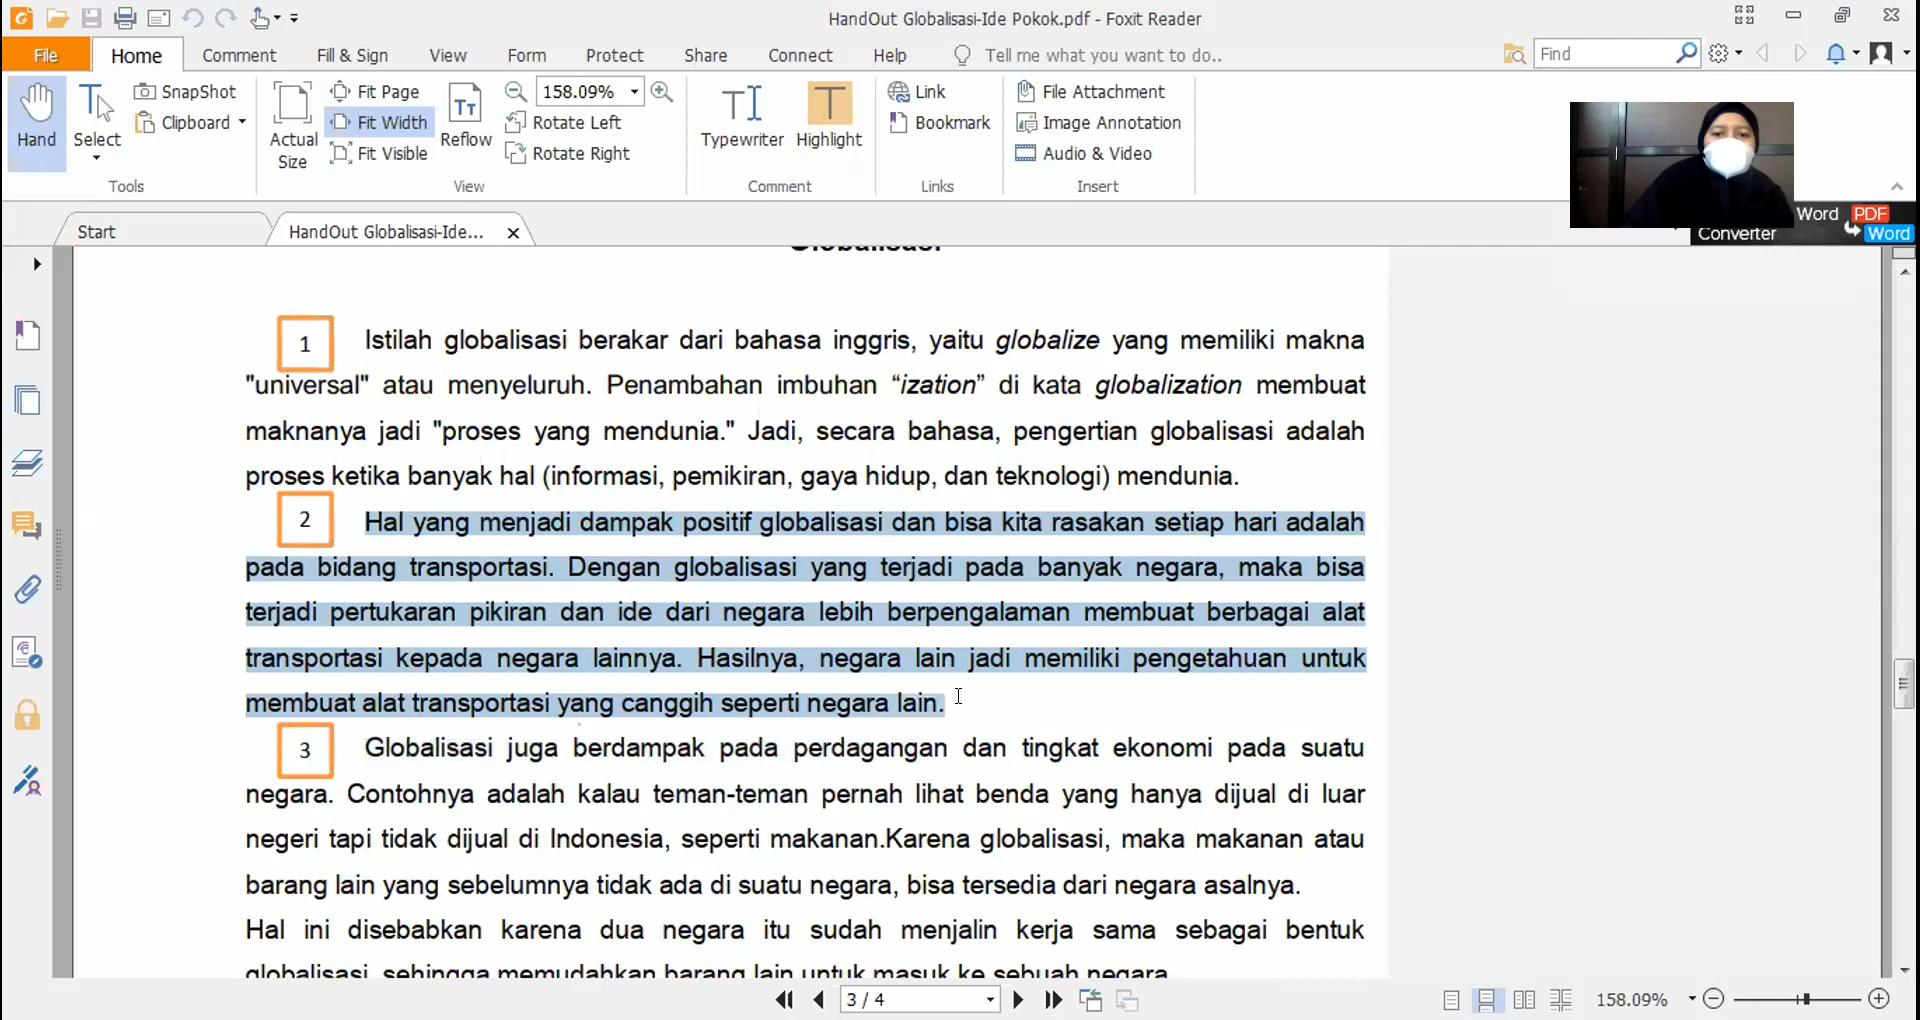 HandOut Globalisasi-Ide Pokok.pdf - Foxit Reader
File Home Comment Fill & Sign View Form Protect Share Connect Help Tell me what you want to do.. Find
Hand
Select
SnapShot
Clipboard
Tools
Actual Size
Fit Page
Fit Width
Fit Visible
Reflow
158.09%
Rotate Left
Rotate Right
View
Typewriter
Highlight
Comment
Link
Bookmark
Links
File Attachment
Image Annotation
Audio & Video
Insert
Word PDF
Converter Word
Start
HandOut Globalisasi-Ide...
Globalisasi
1 Istilah globalisasi berakar dari bahasa inggris, yaitu globalize yang memiliki makna
"universal" atau menyeluruh. Penambahan imbuhan “ization” di kata globalization membuat
maknanya jadi "proses yang mendunia." Jadi, secara bahasa, pengertian globalisasi adalah
proses ketika banyak hal (informasi, pemikiran, gaya hidup, dan teknologi) mendunia.
2 Hal yang menjadi dampak positif globalisasi dan bisa kita rasakan setiap hari adalah
pada bidang transportasi. Dengan globalisasi yang terjadi pada banyak negara, maka bisa
terjadi pertukaran pikiran dan ide dari negara lebih berpengalaman membuat berbagai alat
transportasi kepada negara lainnya. Hasilnya, negara lain jadi memiliki pengetahuan untuk
membuat alat transportasi yang canggih seperti negara lain.
3 Globalisasi juga berdampak pada perdagangan dan tingkat ekonomi pada suatu
negara. Contohnya adalah kalau teman-teman pernah lihat benda yang hanya dijual di luar
negeri tapi tidak dijual di Indonesia, seperti makanan.Karena globalisasi, maka makanan atau
barang lain yang sebelumnya tidak ada di suatu negara, bisa tersedia dari negara asalnya.
Hal ini disebabkan karena dua negara itu sudah menjalin kerja sama sebagai bentuk
globalisasi, sehingga memudahkan barang lain untuk masuk ke sebuah negara.
3 / 4
158.09%